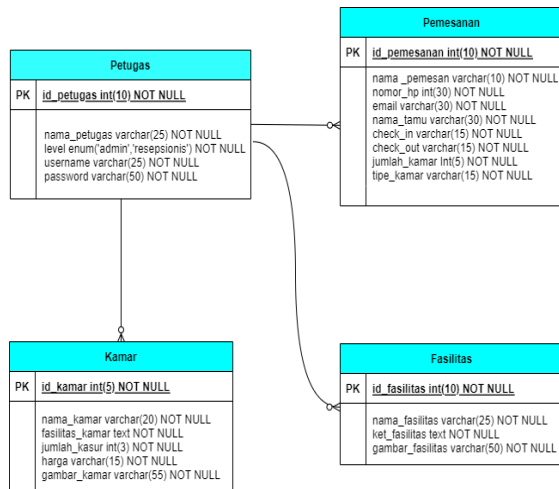 Petugas
PK id_petugas int(10) NOT NULL
nama_petugas varchar(25) NOT NULL
level enum('admin','resepsionis') NOT NULL
username varchar(25) NOT NULL
password varchar(50) NOT NULL
Pemesanan
PK id_pemesanan int(10) NOT NULL
nama _pemesan varchar(10) NOT NULL
nomor_hp int(30) NOT NULL
email varchar(30) NOT NULL
nama_tamu varchar(30) NOT NULL
check_in varchar(15) NOT NULL
check_out varchar(15) NOT NULL
jumlah_kamar Int(5) NOT NULL
tipe_kamar varchar(15) NOT NULL
Kamar
PK id_kamar int(5) NOT NULL
nama_kamar varchar(20) NOT NULL
fasilitas_kamar text NOT NULL
jumlah_kasur int(3) NOT NULL
harga varchar(15) NOT NULL
gambar_kamar varchar(55) NOT NULL
Fasilitas
PK id_fasilitas int(10) NOT NULL
nama_fasilitas varchar(25) NOT NULL
ket_fasilitas text NOT NULL
gambar_fasilitas varchar(50) NOT NULL